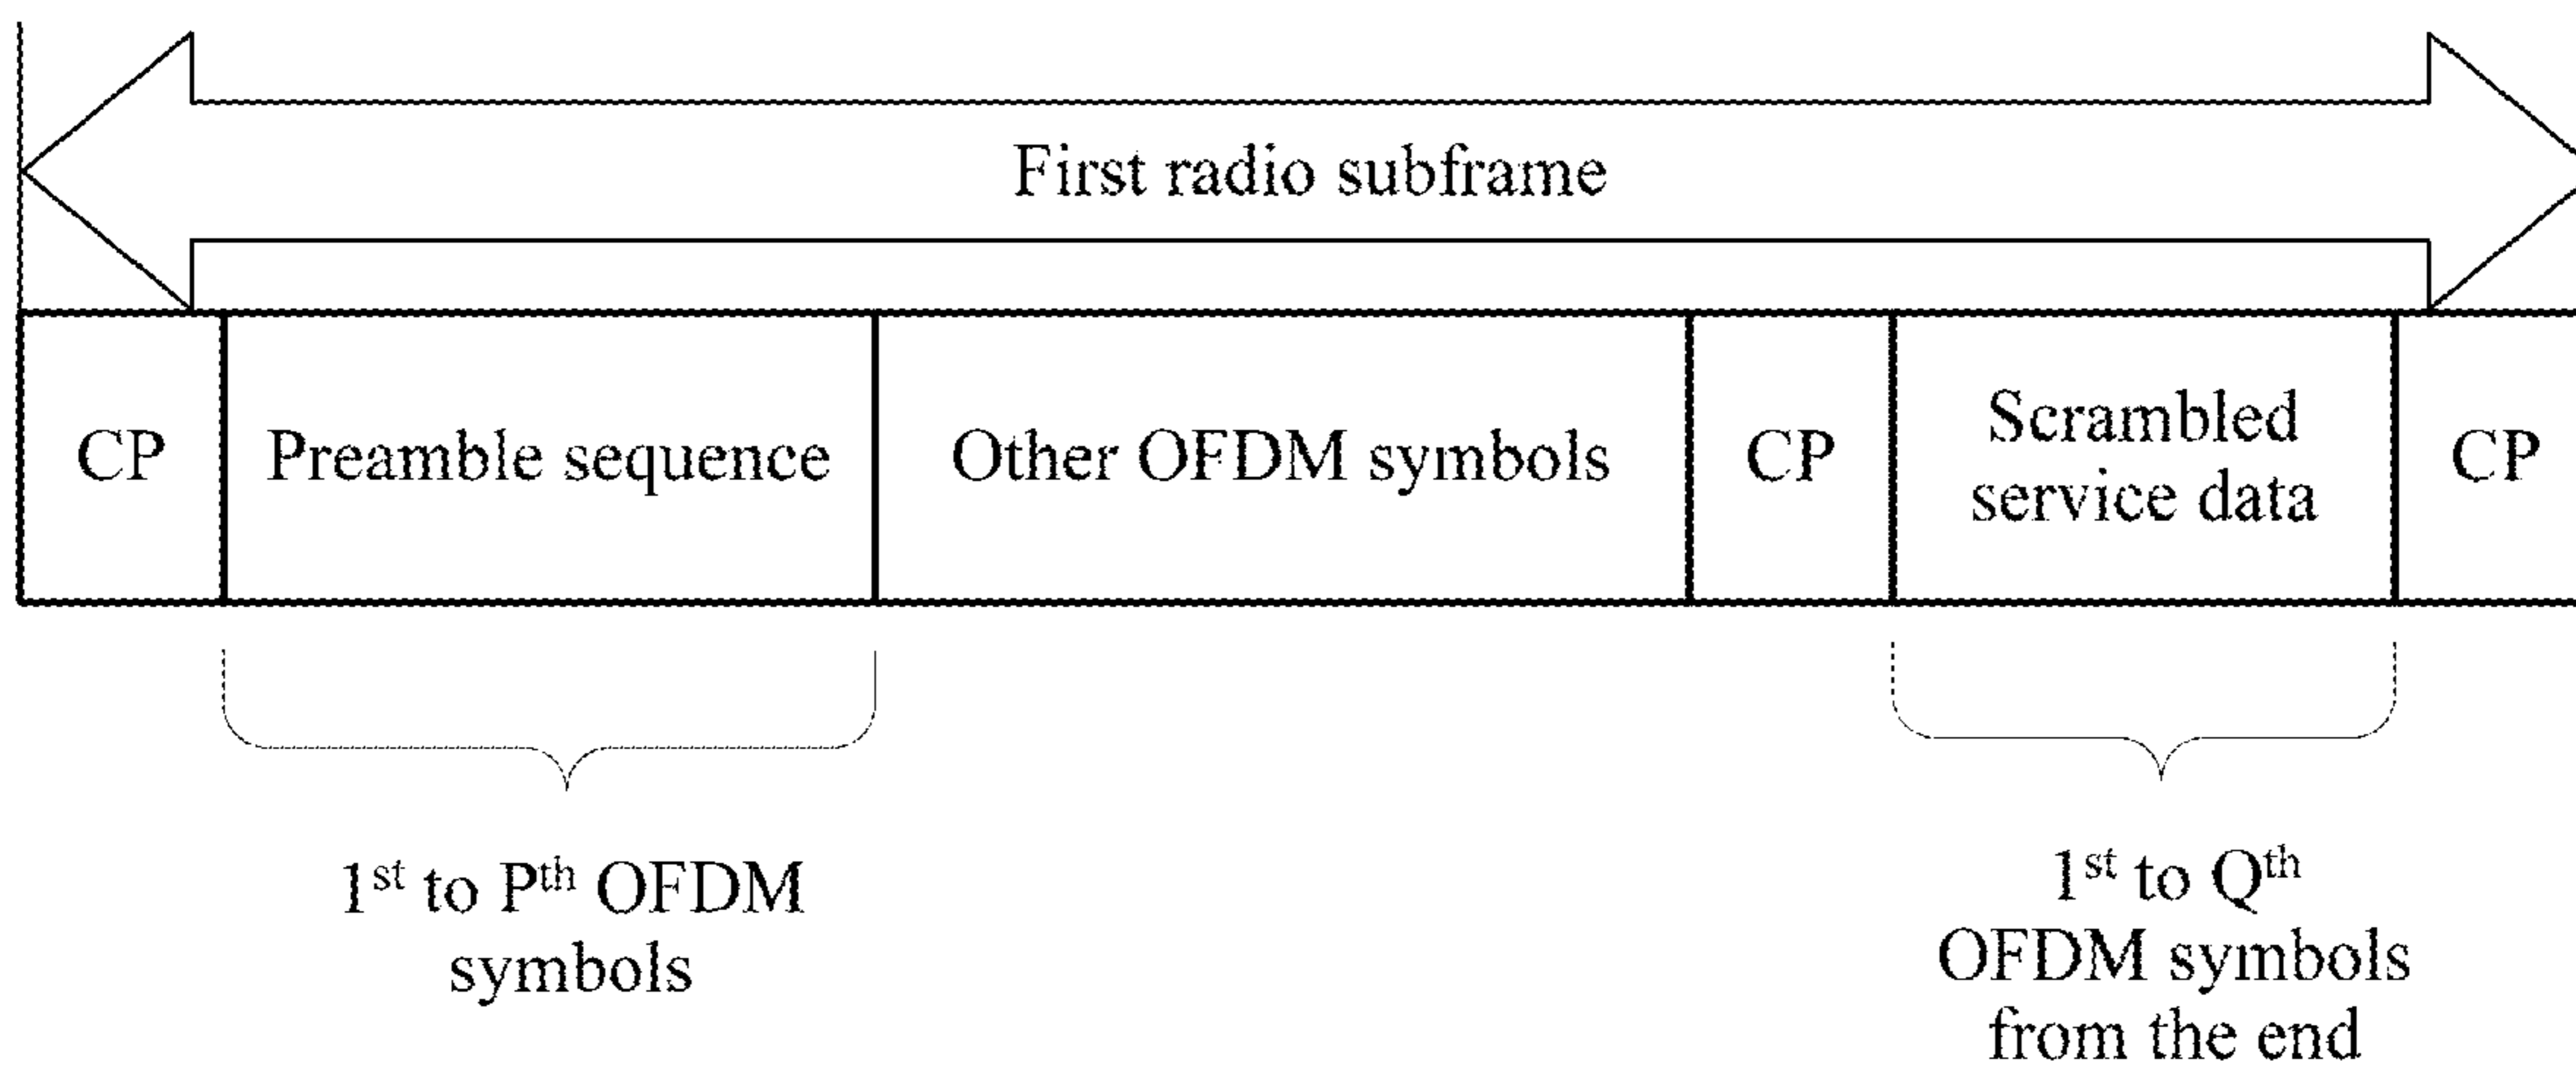 First radio subframe
CP
Preamble sequence
Other OFDM symbols
CP
Scrambled
service data
CP
1st to Pth OFDM
symbols
1st to Qth
OFDM symbols
from the end